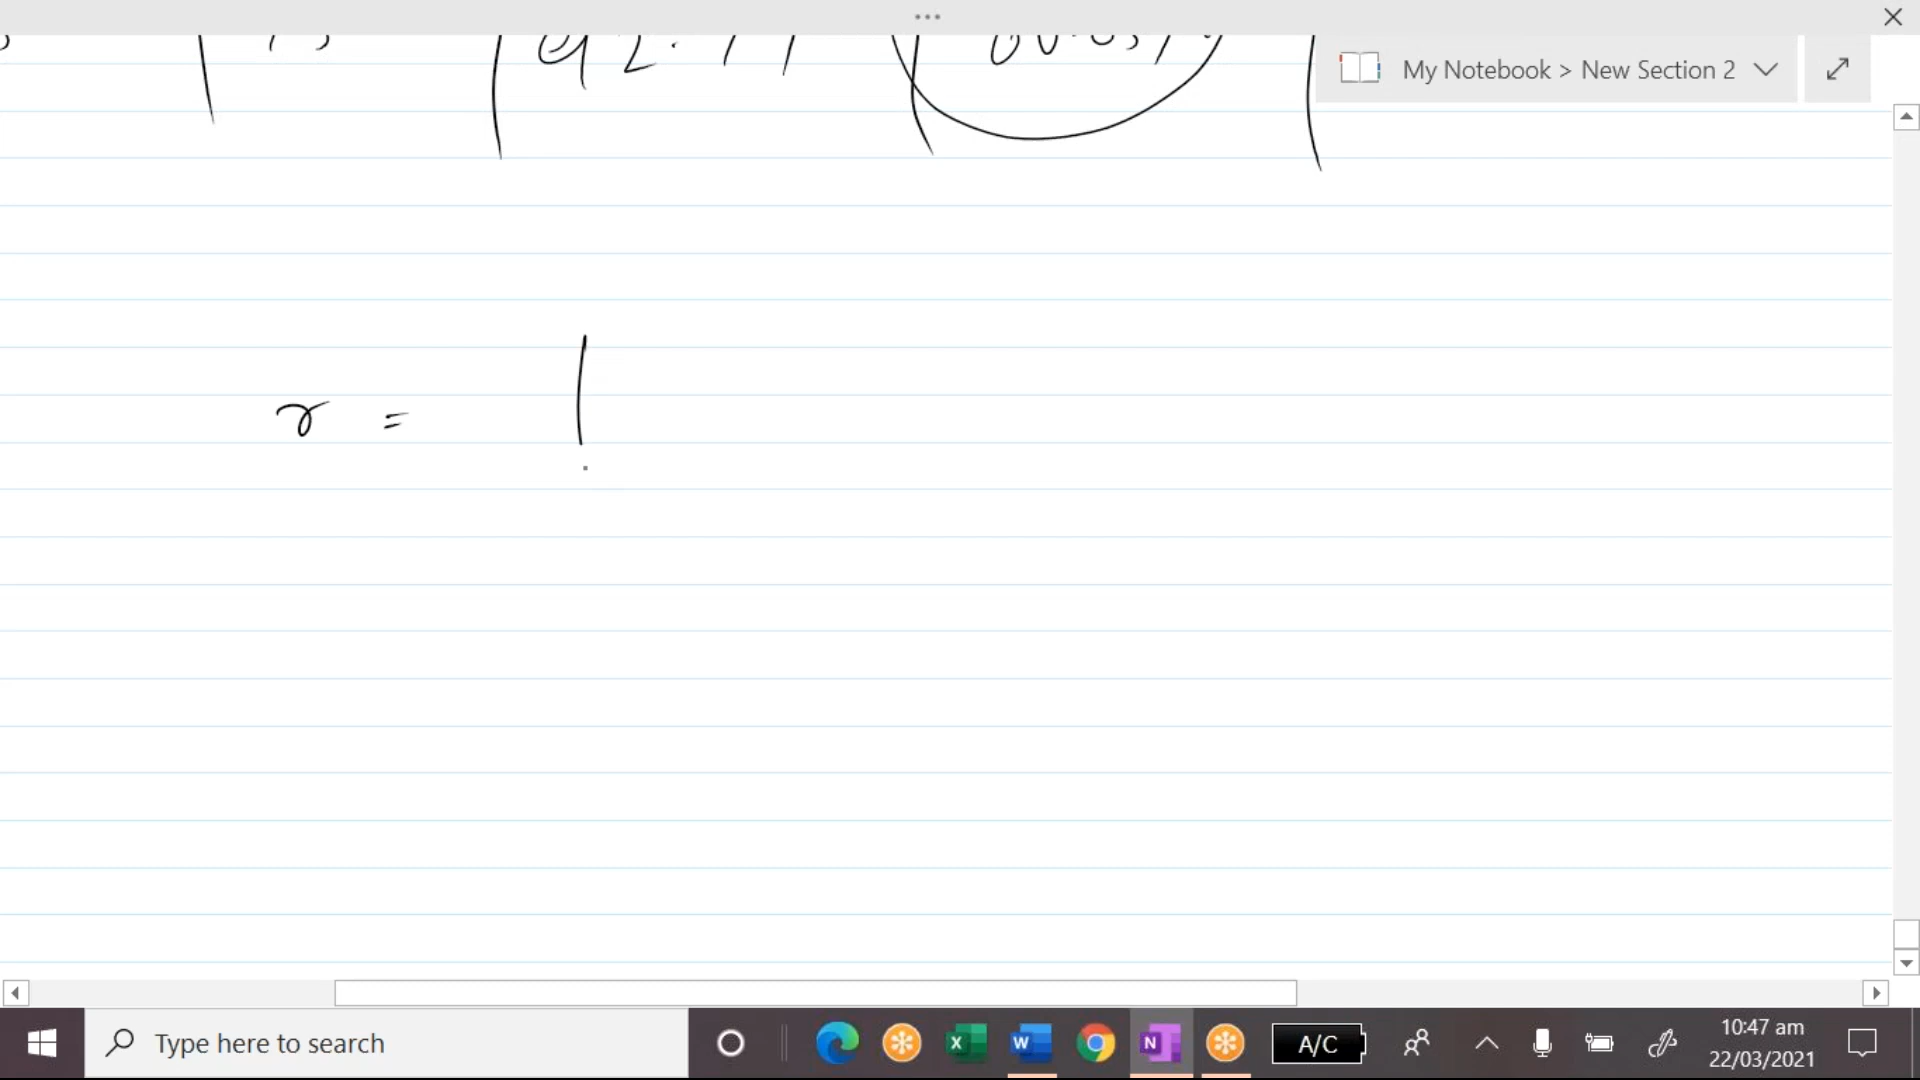 My Notebook > New Section 2
r = |
Type here to search
A/C
10:47 am
22/03/2021